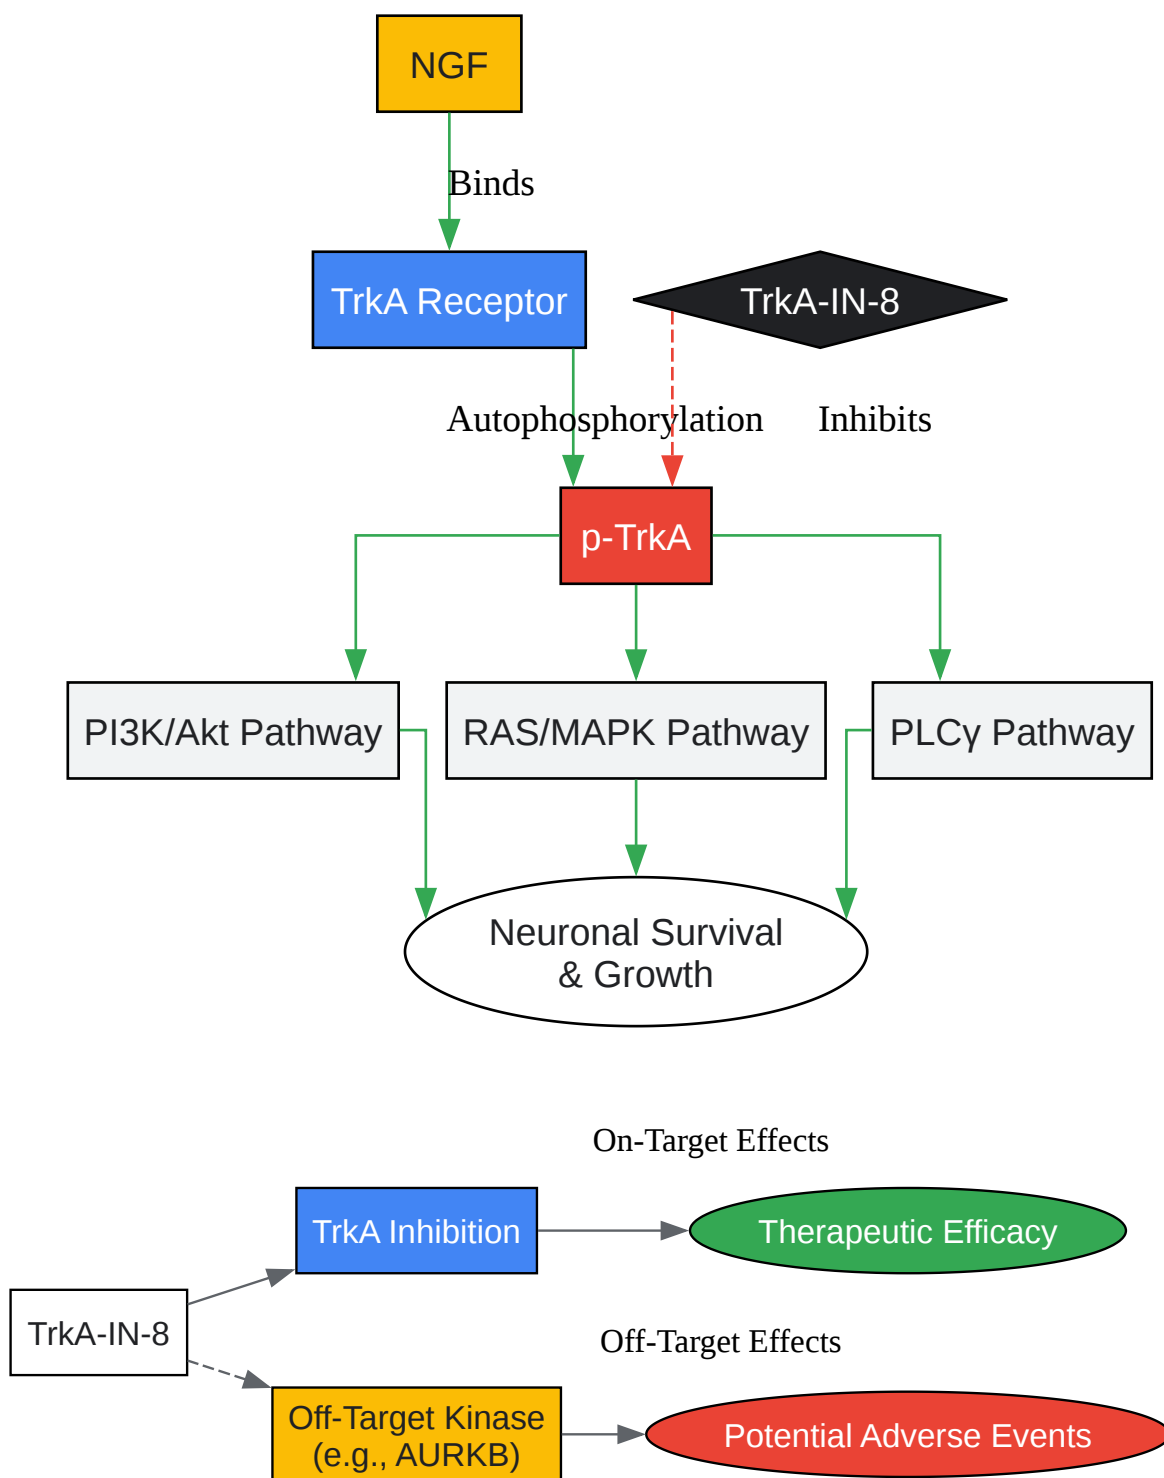 NGF
Binds
TrkA Receptor
TrkA-IN-8
Autophosphorylation
Inhibits
p-TrkA
PI3K/Akt Pathway
RAS/MAPK Pathway
PLCγ Pathway
Neuronal Survival
& Growth
On-Target Effects
TrkA Inhibition
Therapeutic Efficacy
TrkA-IN-8
Off-Target Effects
Off-Target Kinase
(e.g., AURKB)
Potential Adverse Events